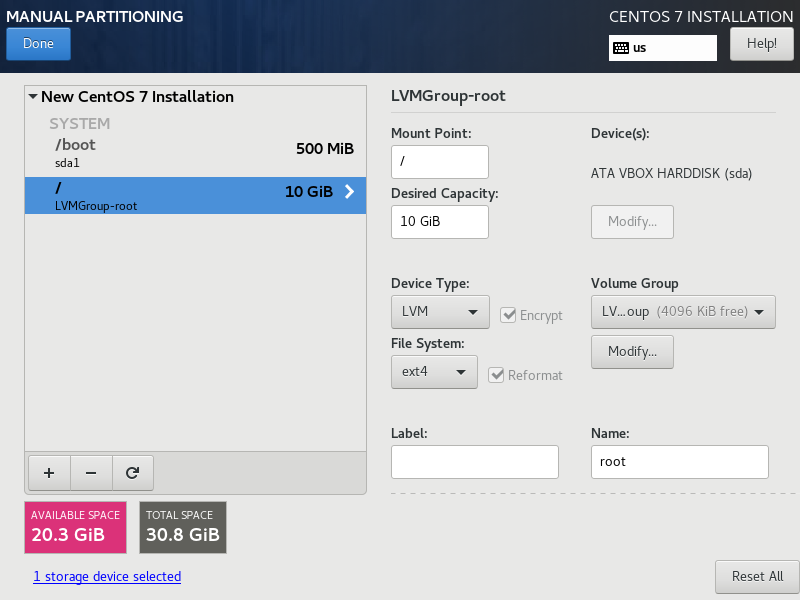 MANUAL PARTITIONING
CENTOS 7 INSTALLATION
Done
us
Help!
New CentOS 7 Installation
SYSTEM
/boot
500 MiB
sda1
/
10 GiB
LVMGroup-root
+
−
AVAILABLE SPACE
20.3 GiB
TOTAL SPACE
30.8 GiB
1 storage device selected
LVMGroup-root
Mount Point:
/
Desired Capacity:
10 GiB
Device(s):
ATA VBOX HARDDISK (sda)
Modify...
Device Type:
LVM
Encrypt
Volume Group
LV...oup (4096 KiB free)
Modify...
File System:
ext4
Reformat
Label:
Name:
root
Reset All